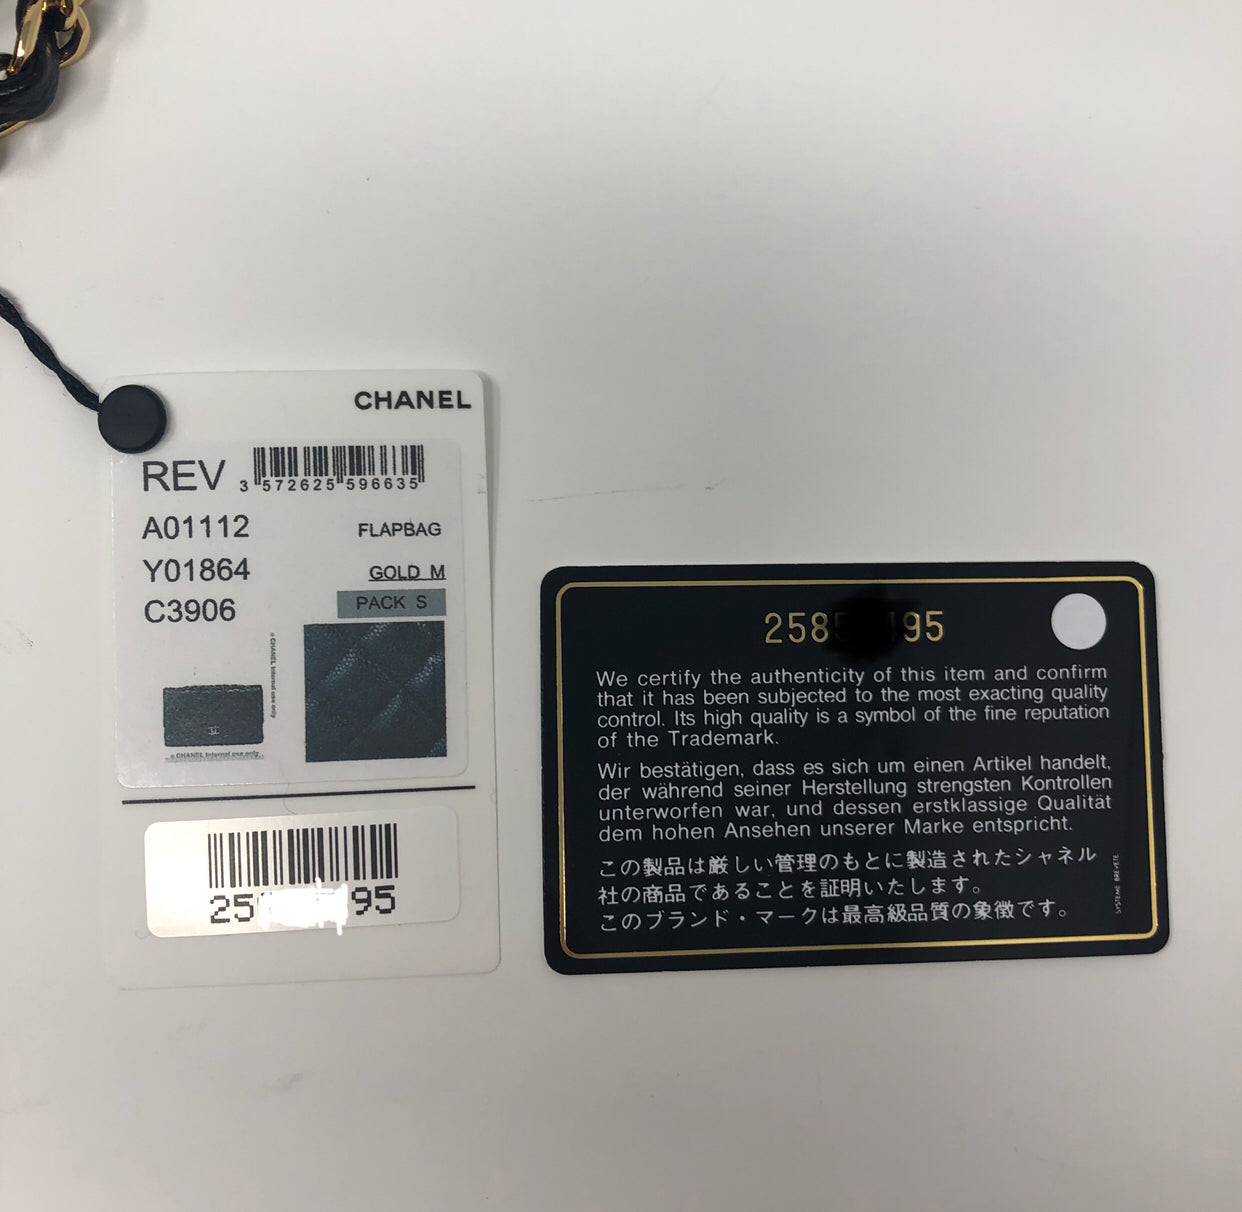 CHANEL
REV
3 572625 596635
A01112
FLAPBAG
Y01864
GOLD M
C3906
PACK S
© CHANEL Internal use only
© CHANEL Internal use only
25 95
258 95
We certify the authenticity of this item and confirm
that it has been subjected to the most exacting quality
control. Its high quality is a symbol of the fine reputation
of the Trademark.
Wir bestätigen, dass es sich um einen Artikel handelt,
der während seiner Herstellung strengsten Kontrollen
unterworfen war, und dessen erstklassige Qualität
dem hohen Ansehen unserer Marke entspricht.
この製品は厳しい管理のもとに製造されたシャネル
社の商品であることを証明いたします。
このブランド・マークは最高級品質の象徴です。
SYSTEME BREVETE